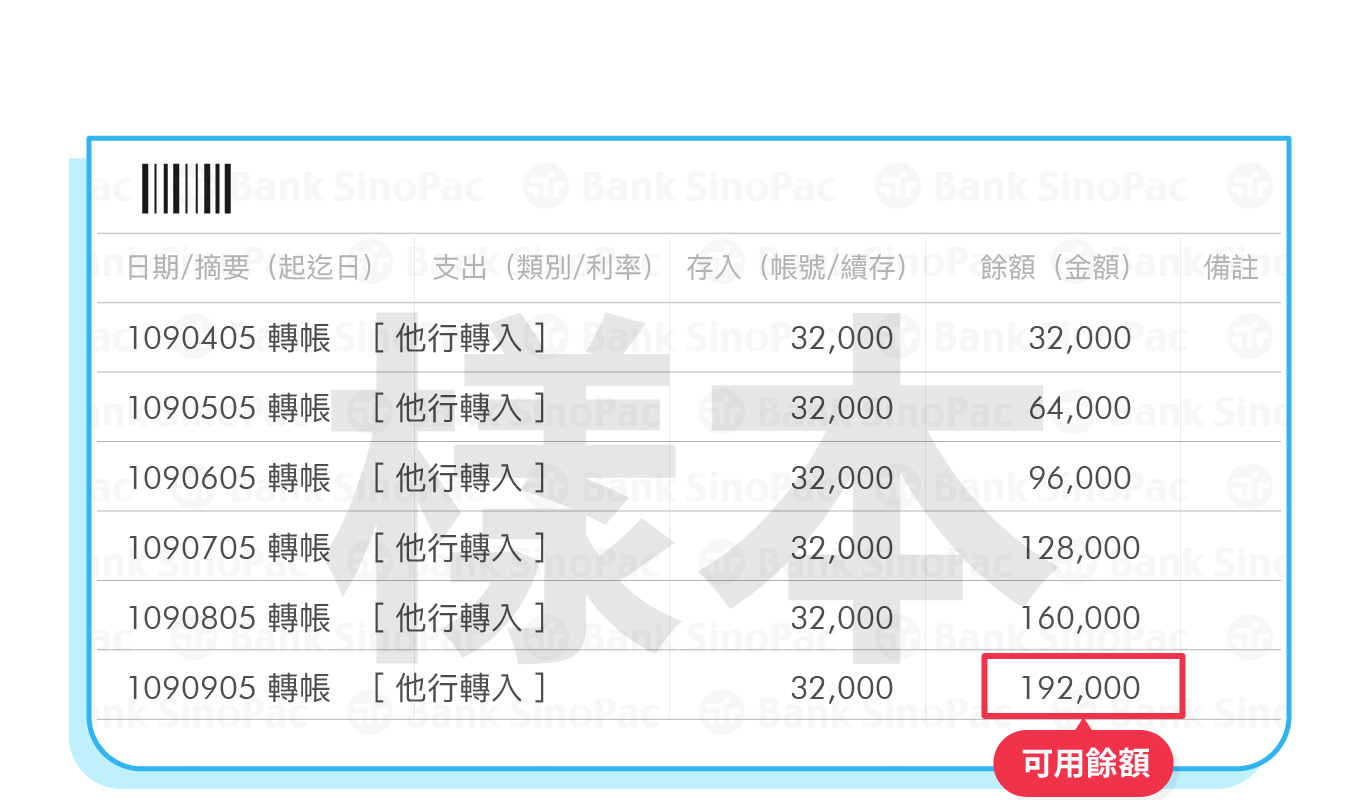 Bank SinoPac Bank SinoPac Bank SinoPac
日期/摘要（起迄日） 支出（類別/利率） 存入（帳號/續存） 餘額（金額） 備註
1090405 轉帳 [ 他行轉入 ] 32,000 32,000
1090505 轉帳 [ 他行轉入 ] 32,000 64,000
1090605 轉帳 [ 他行轉入 ] 32,000 96,000
1090705 轉帳 [ 他行轉入 ] 32,000 128,000
1090805 轉帳 [ 他行轉入 ] 32,000 160,000
1090905 轉帳 [ 他行轉入 ] 32,000 192,000
樣本
可用餘額